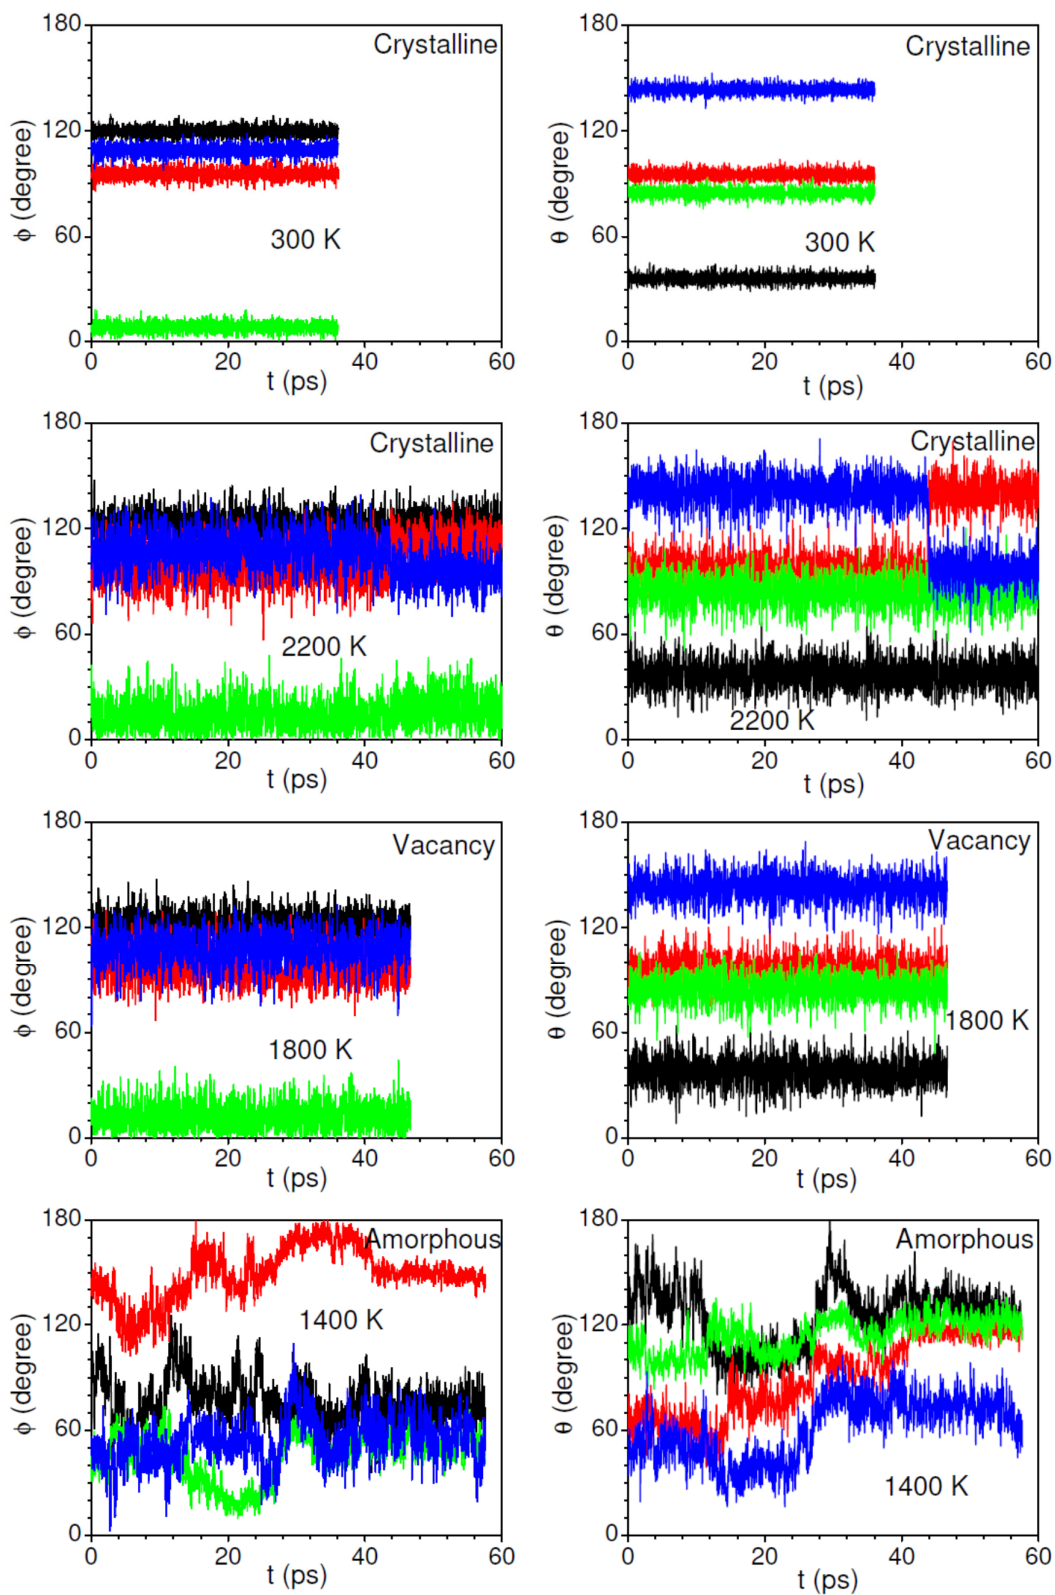 180
Crystalline
120
ϕ (degree)
60
300 K
0
0 20 40 60
t (ps)
180
Crystalline
120
θ (degree)
60
300 K
0
0 20 40 60
t (ps)
180
Crystalline
120
ϕ (degree)
60
2200 K
0
0 20 40 60
t (ps)
180
Crystalline
120
θ (degree)
60
2200 K
0
0 20 40 60
t (ps)
180
Vacancy
120
ϕ (degree)
60
1800 K
0
0 20 40 60
t (ps)
180
Vacancy
120
θ (degree)
60
1800 K
0
0 20 40 60
t (ps)
180
Amorphous
120
1400 K
ϕ (degree)
60
0
0 20 40 60
t (ps)
180
Amorphous
120
θ (degree)
60
1400 K
0
0 20 40 60
t (ps)